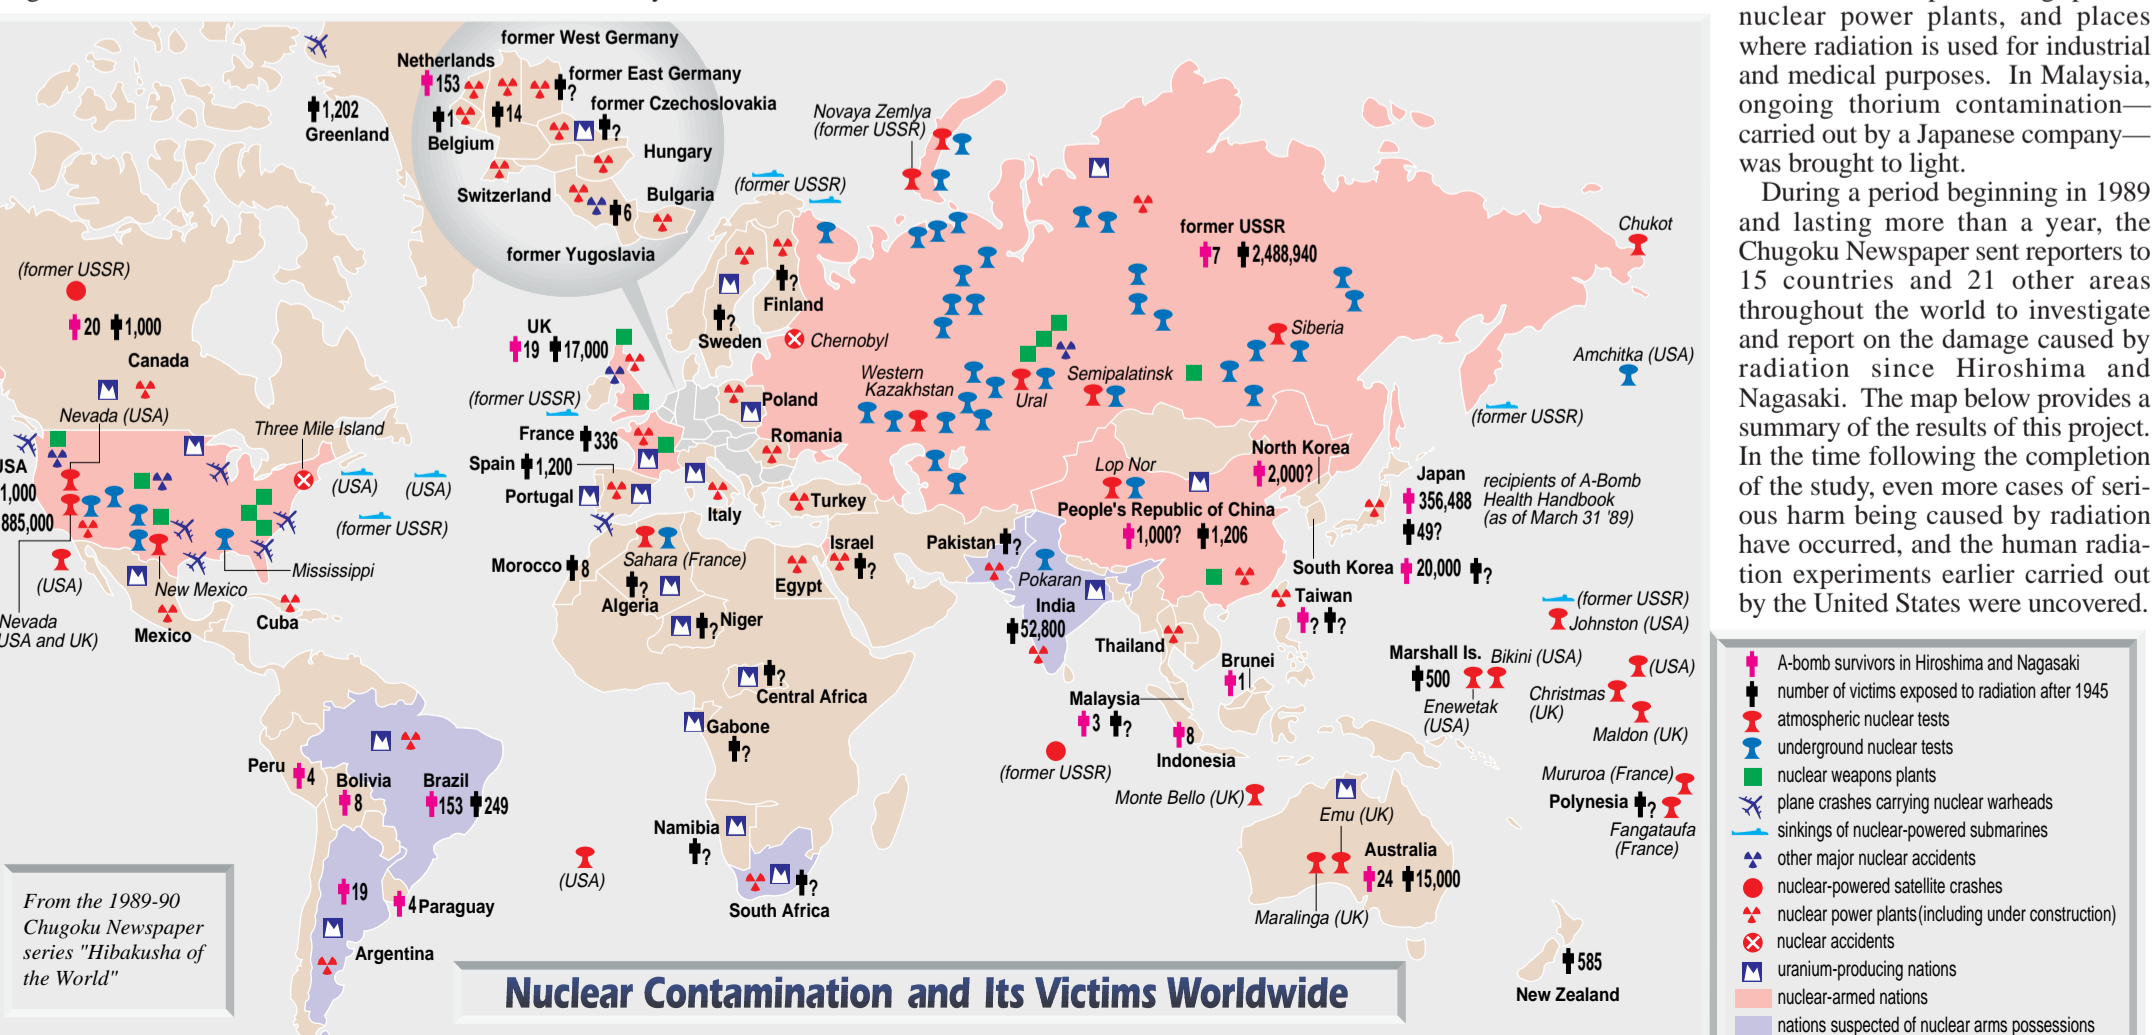 nuclear power plants, and places
where radiation is used for industrial
and medical purposes. In Malaysia,
ongoing thorium contamination—
carried out by a Japanese company—
was brought to light.
During a period beginning in 1989
and lasting more than a year, the
Chugoku Newspaper sent reporters to
15 countries and 21 other areas
throughout the world to investigate
and report on the damage caused by
radiation since Hiroshima and
Nagasaki. The map below provides a
summary of the results of this project.
In the time following the completion
of the study, even more cases of seri-
ous harm being caused by radiation
have occurred, and the human radia-
tion experiments earlier carried out
by the United States were uncovered.
former West Germany
Netherlands
153
former East Germany
?
former Czechoslovakia
?
1
14
Belgium
Hungary
Switzerland
Bulgaria
6
former Yugoslavia
1,202
Greenland
(former USSR)
20 1,000
Canada
Nevada (USA)
Three Mile Island
USA
1,000
885,000
(USA)
(USA)
(former USSR)
(USA)
New Mexico
Mississippi
Nevada
USA and UK)
Mexico
Cuba
Peru
4
Bolivia
8
Brazil
153 249
19
4 Paraguay
Argentina
UK
19 17,000
(former USSR)
France 336
Spain 1,200
Portugal
Italy
Sweden
?
Finland
?
Chernobyl
Poland
Romania
Turkey
Novaya Zemlya
(former USSR)
(former USSR)
former USSR
7 2,488,940
Chukot
Siberia
Western
Kazakhstan
Ural
Semipalatinsk
Amchitka (USA)
(former USSR)
Lop Nor
North Korea
2,000?
People's Republic of China
1,000? 1,206
Japan
356,488
49?
recipients of A-Bomb
Health Handbook
(as of March 31 '89)
South Korea 20,000 ?
Taiwan
? ?
Morocco 8
Sahara (France)
?
Algeria
Niger
?
Egypt
Israel
?
Pakistan ?
Pokaran
India
52,800
Thailand
Brunei
1
Malaysia
3 ?
8
Indonesia
(former USSR)
Monte Bello (UK)
?
Central Africa
Gabone
?
Namibia
?
?
South Africa
(USA)
(former USSR)
Johnston (USA)
Marshall Is.
500
Bikini (USA)
Enewetak
(USA)
(USA)
Christmas
(UK)
Maldon (UK)
Mururoa (France)
Polynesia ?
Fangataufa
(France)
Emu (UK)
Australia
24 15,000
Maralinga (UK)
585
New Zealand
From the 1989-90
Chugoku Newspaper
series "Hibakusha of
the World"
Nuclear Contamination and Its Victims Worldwide
A-bomb survivors in Hiroshima and Nagasaki
number of victims exposed to radiation after 1945
atmospheric nuclear tests
underground nuclear tests
nuclear weapons plants
plane crashes carrying nuclear warheads
sinkings of nuclear-powered submarines
other major nuclear accidents
nuclear-powered satellite crashes
nuclear power plants(including under construction)
nuclear accidents
uranium-producing nations
nuclear-armed nations
nations suspected of nuclear arms possessions